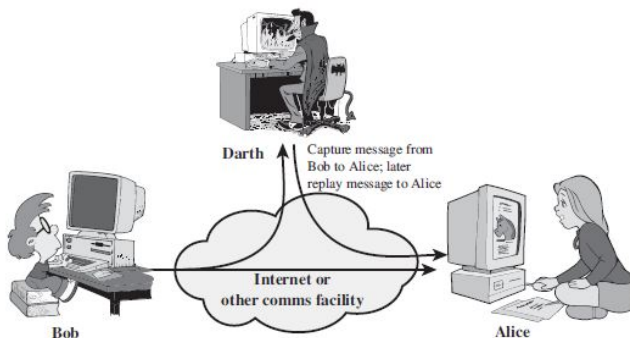 Darth
Capture message from
Bob to Alice; later
replay message to Alice
Internet or
other comms facility
Bob
Alice